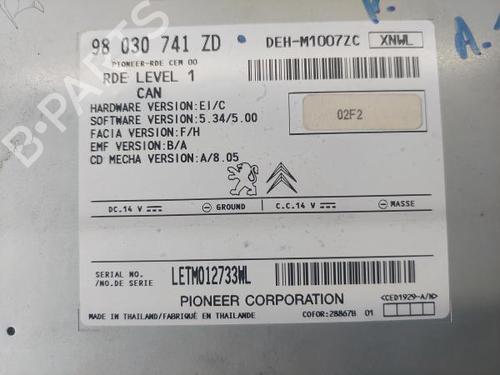 98 030 741 ZD
DEH-M1007ZC XNWL
PIONEER-RDE CEM 00
RDE LEVEL 1
CAN
HARDWARE VERSION:EI/C
SOFTWARE VERSION:5.34/5.00
FACIA VERSION:F/H
EMF VERSION:B/A
CD MECHA VERSION:A/8.05
02F2
DC.14 V GROUND C.C.14 V MASSE
SERIAL NO.
/NO.DE SERIE
LETM012733WL
PIONEER CORPORATION
<CED1929-A/N>
MADE IN THAILAND/FABRIQUÉ EN THAILANDE
COFOR:28867B 01
B-PARTS